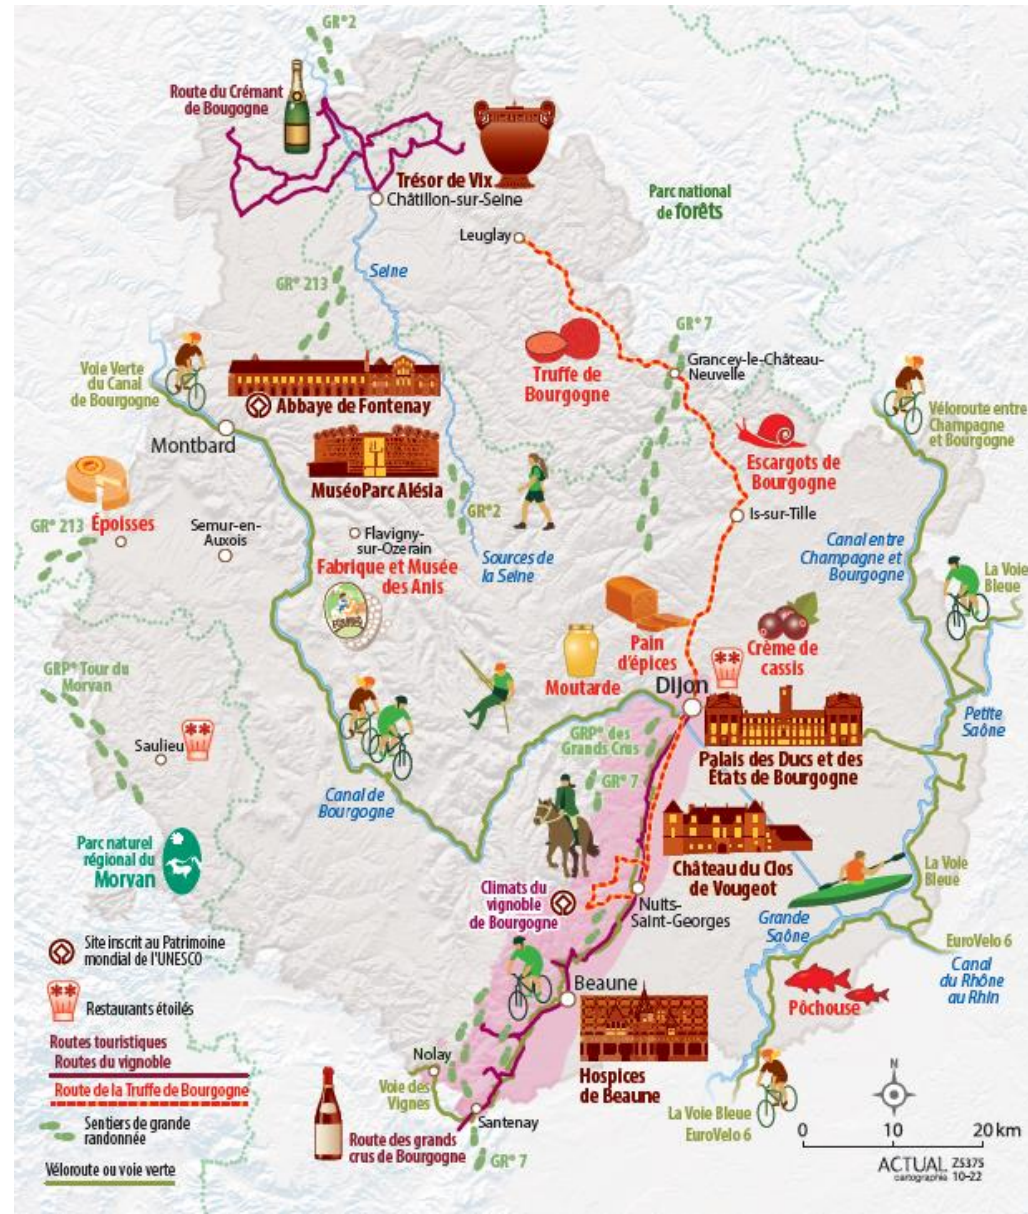 GR®2
Route du Crémant
de Bougogne
Trésor de Vix
Châtillon-sur-Seine
Parc national
de forêts
Leuglay
Seine
GR® 213
GR® 7
Voie Verte
du Canal
de Bourgogne
Truffe de
Bourgogne
Grancey-le-Château-
Neuvelle
Abbaye de Fontenay
Véloroute entre
Champagne
et Bourgogne
Montbard
MuséoParc Alésia
Escargots de
Bourgogne
GR® 213
Époisses
Semur-en-
Auxois
GR®2
Is-sur-Tille
Flavigny-
sur-Ozerain
Fabrique et Musée
des Anis
Sources de
la Seine
Canal entre
Champagne et
Bourgogne
La Voie
Bleue
Pain
d'épices
Crème de
cassis
Moutarde
Dijon
GRP® Tour du
Morvan
Saulieu
GRP® des
Grands Crus
GR® 7
Petite
Saône
Palais des Ducs et des
États de Bourgogne
Canal de
Bourgogne
Parc naturel
régional du
Morvan
Château du Clos
de Vougeot
La Voie
Bleue
Climats du
vignoble
de Bourgogne
Nuits-
Saint-Georges
Grande
Saône
EuroVelo 6
Canal
du Rhône
au Rhin
Site inscrit au Patrimoine
mondial de l'UNESCO
Restaurants étoilés
Routes touristiques
Routes du vignoble
Route de la Truffe de Bourgogne
Sentiers de grande
randonnée
Véloroute ou voie verte
Beaune
Pôchouse
Nolay
Voie des
Vignes
Hospices
de Beaune
Santenay
Route des grands
crus de Bourgogne
GR® 7
La Voie Bleue
EuroVelo 6
N
0 10 20 km
ACTUAL Z5375
cartographie 10-22